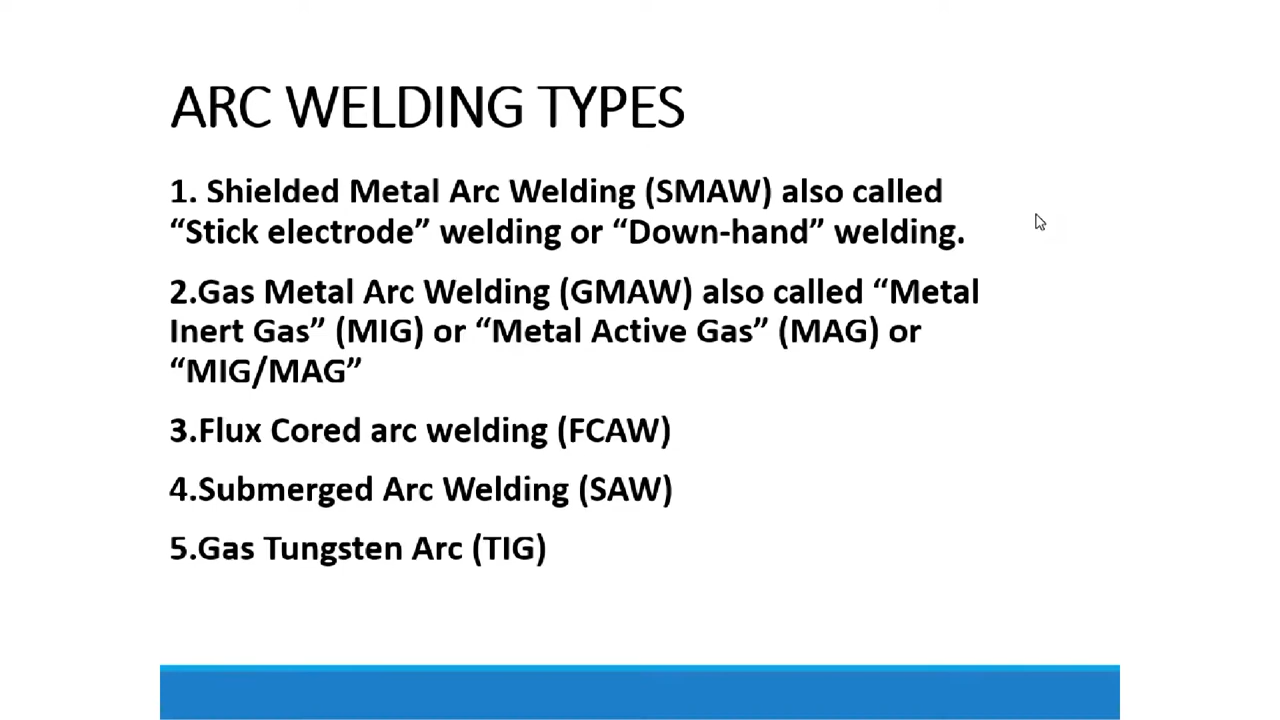 ARC WELDING TYPES
1. Shielded Metal Arc Welding (SMAW) also called
“Stick electrode” welding or “Down-hand” welding.
2.Gas Metal Arc Welding (GMAW) also called “Metal
Inert Gas” (MIG) or “Metal Active Gas” (MAG) or
“MIG/MAG”
3.Flux Cored arc welding (FCAW)
4.Submerged Arc Welding (SAW)
5.Gas Tungsten Arc (TIG)